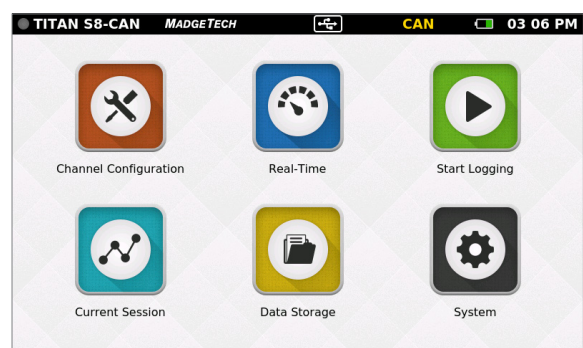 TITAN S8-CAN MADGETECH CAN 03 06 PM
Channel Configuration Real-Time Start Logging
Current Session Data Storage System